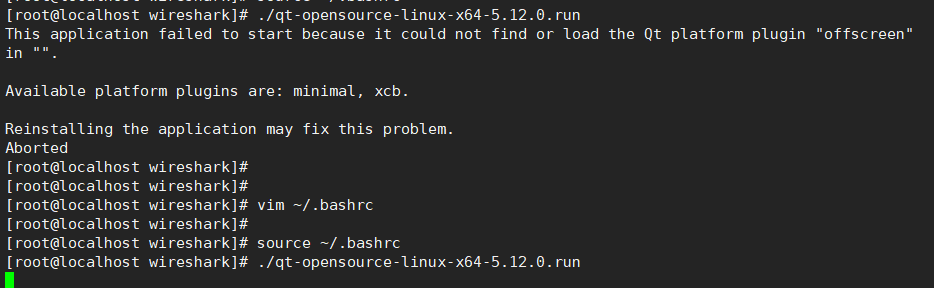 [root@localhost wireshark]# ./qt-opensource-linux-x64-5.12.0.run
This application failed to start because it could not find or load the Qt platform plugin "offscreen"
in "".
Available platform plugins are: minimal, xcb.
Reinstalling the application may fix this problem.
Aborted
[root@localhost wireshark]#
[root@localhost wireshark]#
[root@localhost wireshark]# vim ~/.bashrc
[root@localhost wireshark]#
[root@localhost wireshark]# source ~/.bashrc
[root@localhost wireshark]# ./qt-opensource-linux-x64-5.12.0.run